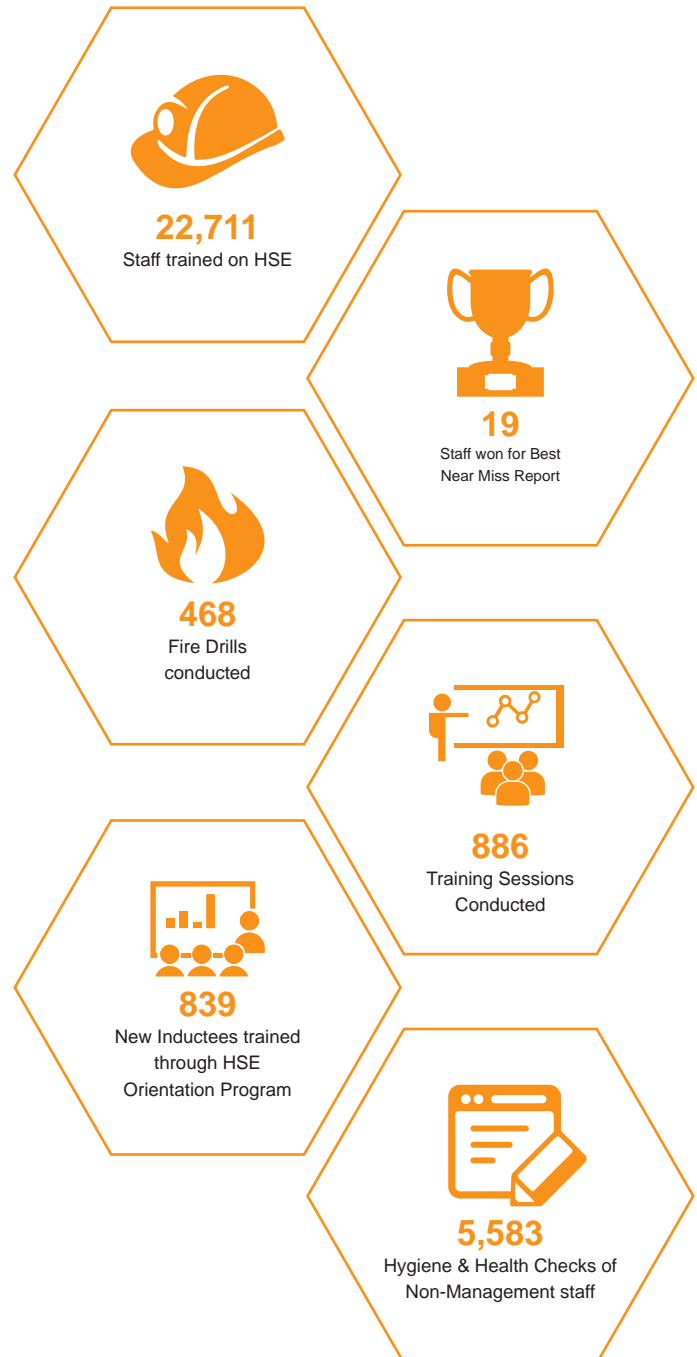 22,711
Staff trained on HSE
19
Staff won for Best
Near Miss Report
468
Fire Drills
conducted
886
Training Sessions
Conducted
839
New Inductees trained
through HSE
Orientation Program
5,583
Hygiene & Health Checks of
Non-Management staff